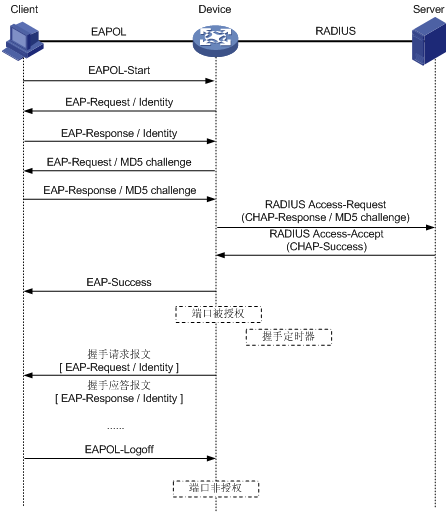 Client
Device
Server
EAPOL
RADIUS
EAPOL-Start
EAP-Request / Identity
EAP-Response / Identity
EAP-Request / MD5 challenge
EAP-Response / MD5 challenge
RADIUS Access-Request
(CHAP-Response / MD5 challenge)
RADIUS Access-Accept
(CHAP-Success)
EAP-Success
端口被授权
握手定时器
握手请求报文
[ EAP-Request / Identity ]
握手应答报文
[ EAP-Response / Identity ]
......
EAPOL-Logoff
端口非授权